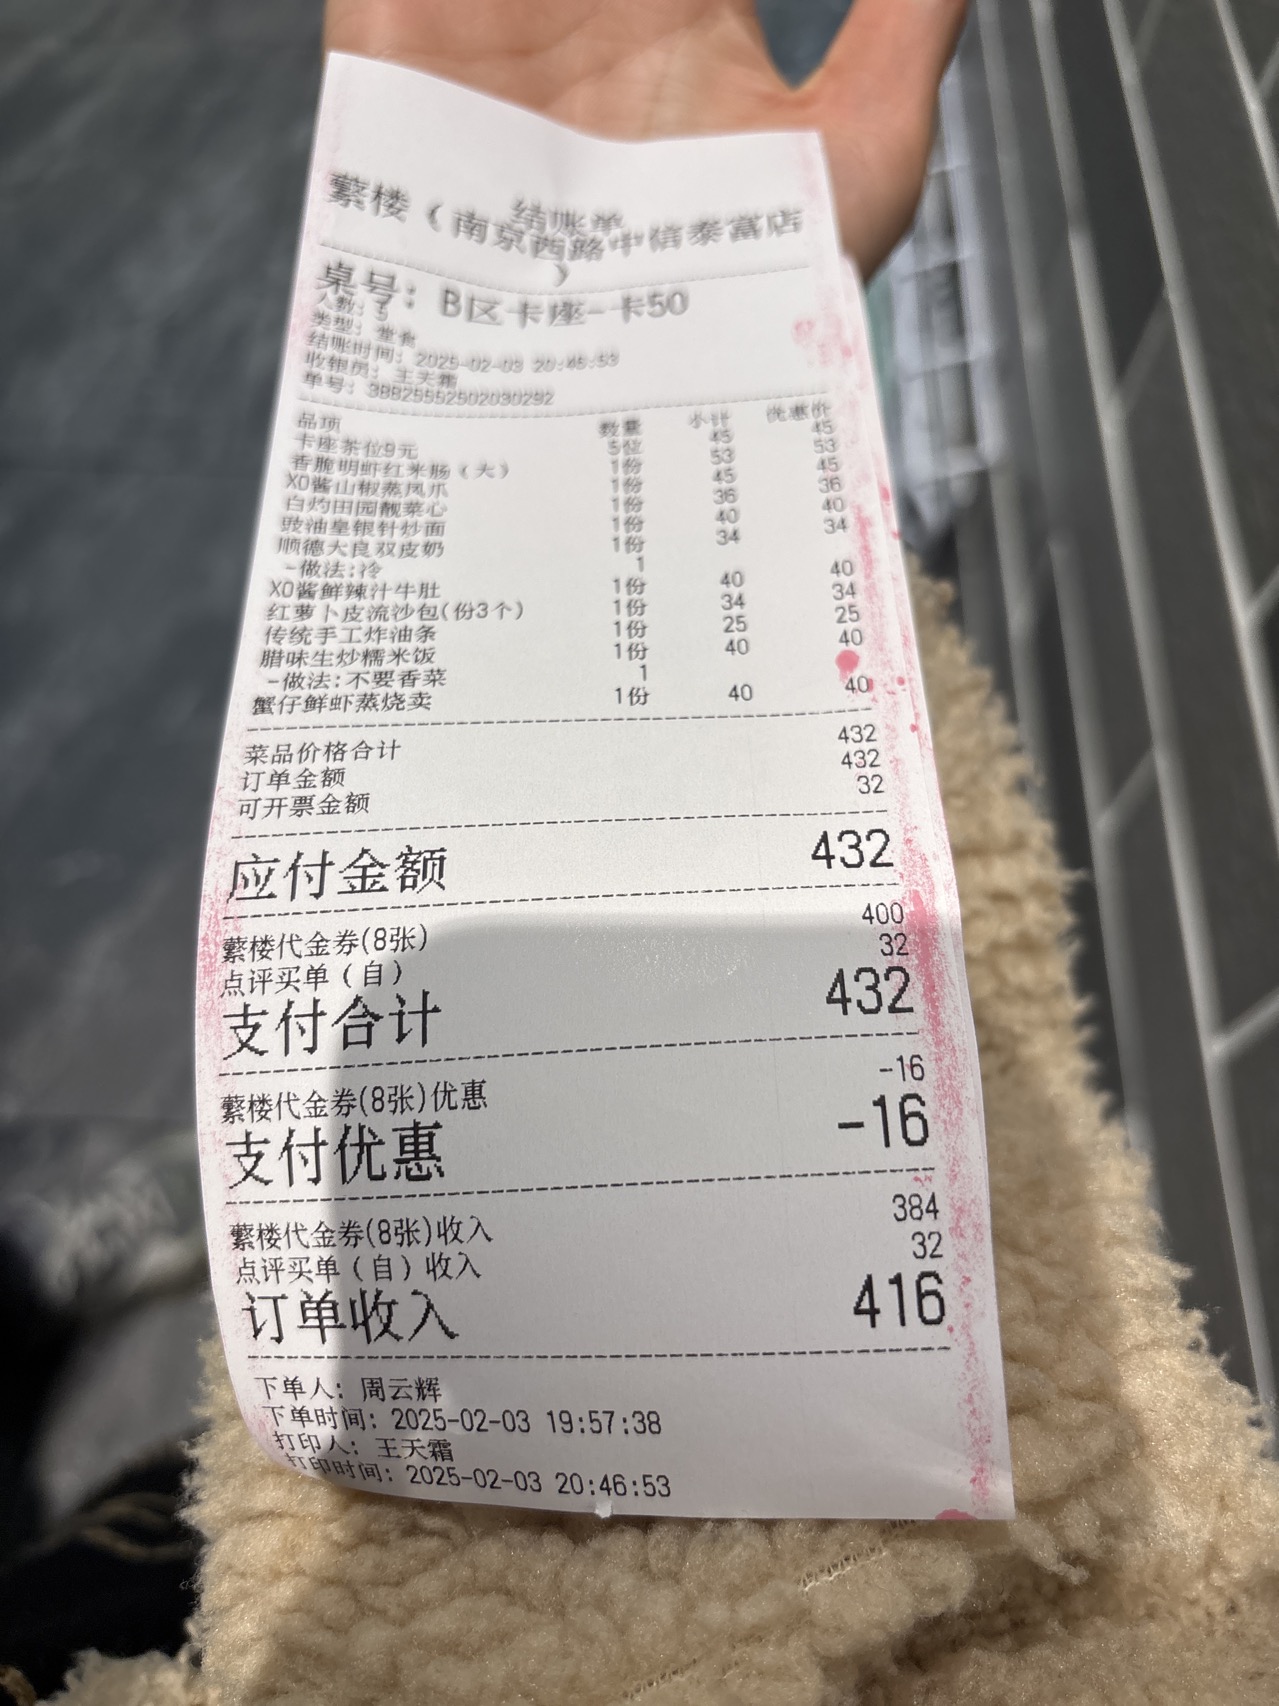 结账单
蘩楼（南京西路中信泰富店
）
桌号：B区卡座-卡50
人数：5
类型：堂食
结账时间：2025-02-03 20:46:53
收银员：王天霜
单号：38829592902030292
品项 数量 小计 优惠价
卡座茶位9元 5位 45 45
香脆明虾红米肠（大） 1份 53 53
XO酱山椒蒸凤爪 1份 45 45
白灼田园靓菜心 1份 36 36
豉油皇银针炒面 1份 40 40
顺德大良双皮奶 1份 34 34
-做法:冷 1
XO酱鲜辣汁牛肚 1份 40 40
红萝卜皮流沙包(份3个) 1份 34 34
传统手工炸油条 1份 25 25
腊味生炒糯米饭 1份 40 40
-做法:不要香菜 1
蟹仔鲜虾蒸烧卖 1份 40 40
菜品价格合计 432
订单金额 432
可开票金额 32
应付金额 432
蘩楼代金券(8张) 400
点评买单（自） 32
支付合计 432
蘩楼代金券(8张)优惠 -16
支付优惠 -16
蘩楼代金券(8张)收入 384
点评买单（自）收入 32
订单收入 416
下单人：周云辉
下单时间：2025-02-03 19:57:38
打印人：王天霜
打印时间：2025-02-03 20:46:53